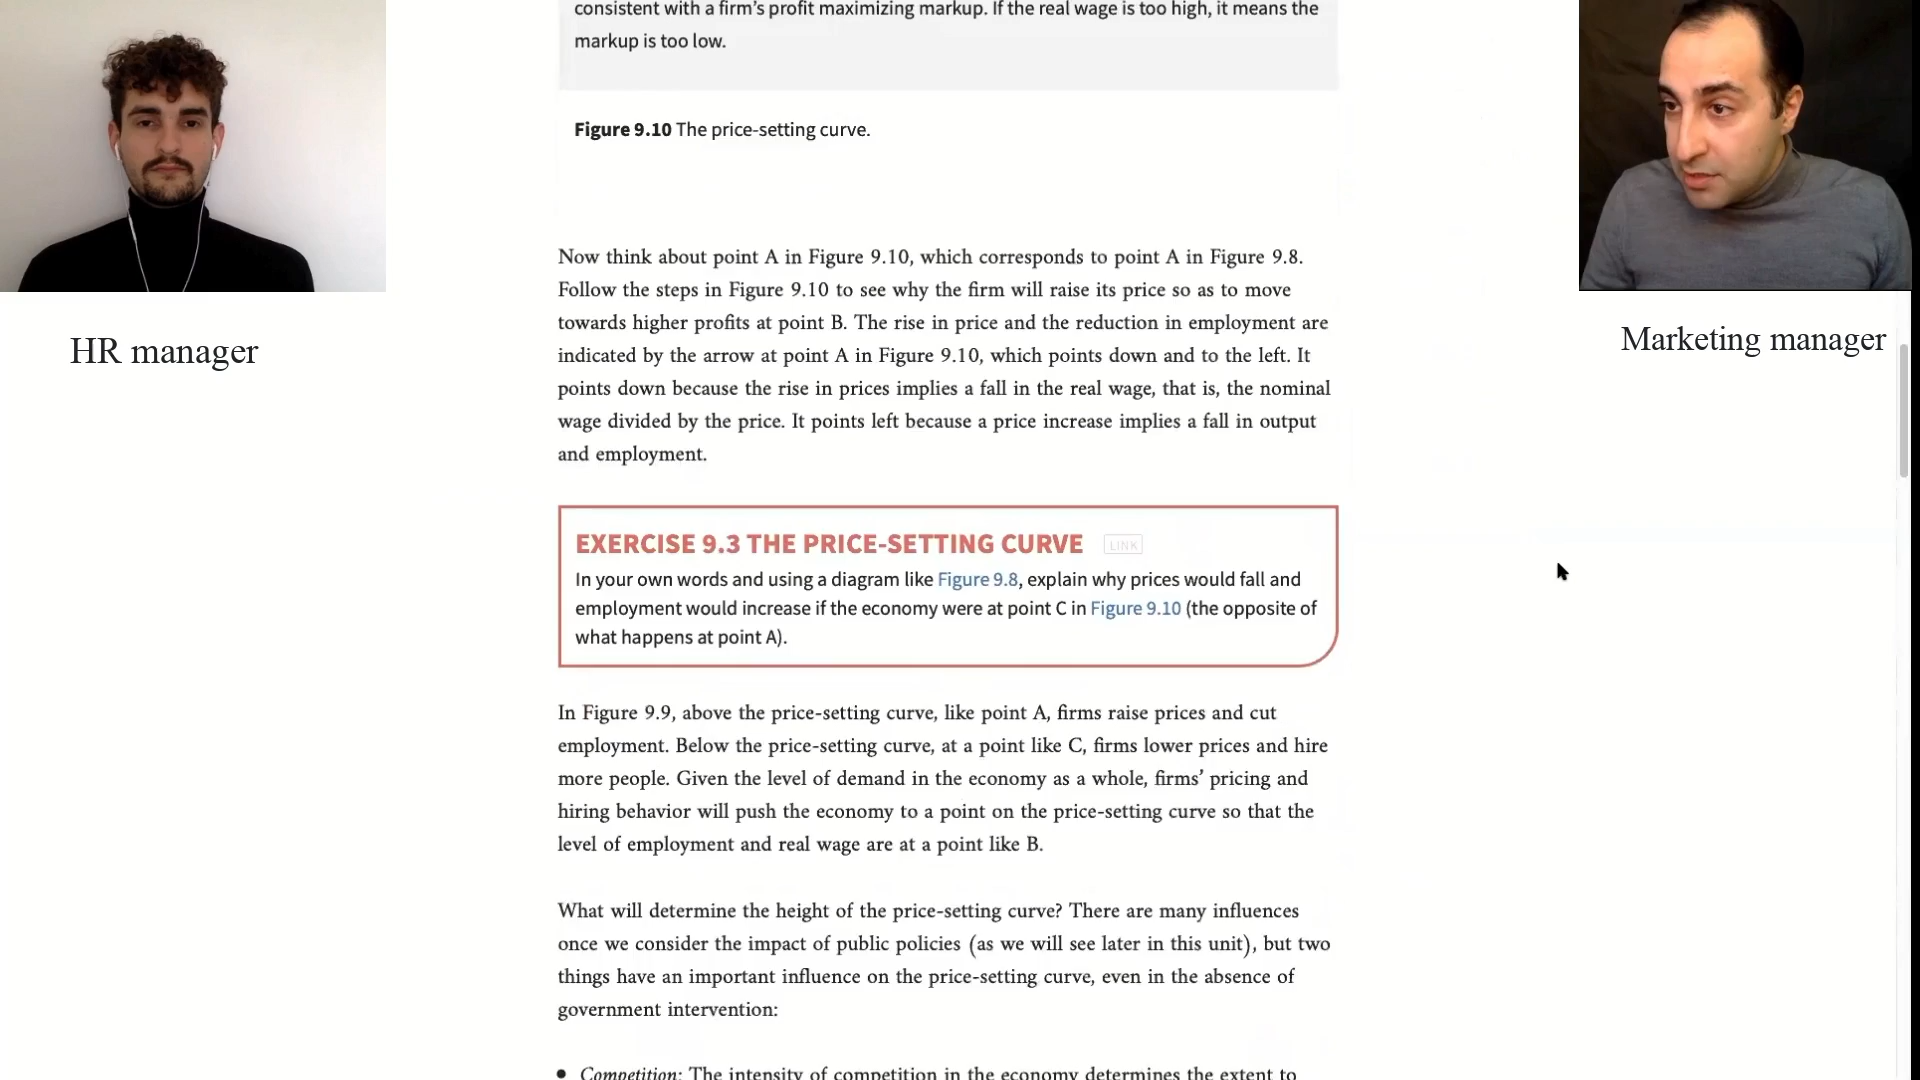 consistent with a firm’s profit maximizing markup. If the real wage is too high, it means the
markup is too low.
Figure 9.10 The price-setting curve.
HR manager
Marketing manager
Now think about point A in Figure 9.10, which corresponds to point A in Figure 9.8.
Follow the steps in Figure 9.10 to see why the firm will raise its price so as to move
towards higher profits at point B. The rise in price and the reduction in employment are
indicated by the arrow at point A in Figure 9.10, which points down and to the left. It
points down because the rise in prices implies a fall in the real wage, that is, the nominal
wage divided by the price. It points left because a price increase implies a fall in output
and employment.
EXERCISE 9.3 THE PRICE-SETTING CURVE LINK
In your own words and using a diagram like Figure 9.8, explain why prices would fall and
employment would increase if the economy were at point C in Figure 9.10 (the opposite of
what happens at point A).
In Figure 9.9, above the price-setting curve, like point A, firms raise prices and cut
employment. Below the price-setting curve, at a point like C, firms lower prices and hire
more people. Given the level of demand in the economy as a whole, firms’ pricing and
hiring behavior will push the economy to a point on the price-setting curve so that the
level of employment and real wage are at a point like B.
What will determine the height of the price-setting curve? There are many influences
once we consider the impact of public policies (as we will see later in this unit), but two
things have an important influence on the price-setting curve, even in the absence of
government intervention:
• Competition: The intensity of competition in the economy determines the extent to